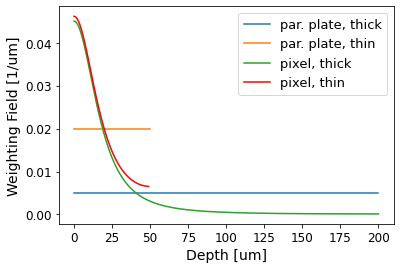 par. plate, thick
par. plate, thin
pixel, thick
pixel, thin
Weighting Field [1/um]
0.04
0.03
0.02
0.01
0.00
0 25 50 75 100 125 150 175 200
Depth [um]